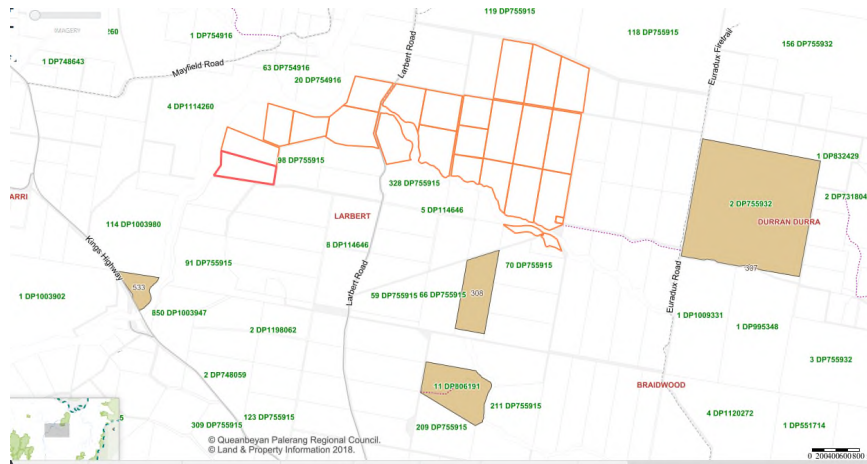 119 DP755915
IMAGERY
260
1 DP754916
118 DP755915
156 DP755932
Larbert Road
Euradux Firetrail
1 DP748643
Mayfield Road
63 DP754916
20 DP754916
4 DP1114260
98 DP755915
1 DP832429
328 DP755915
ARRI
2 DP755932
2 DP731804
LARBERT
5 DP114646
DURRAN DURRA
114 DP1003980
Kings Highway
8 DP114646
91 DP755915
Larbert Road
70 DP755915
397
Euradux Road
533
1 DP1003902
59 DP755915
66 DP755915
308
850 DP1003947
1 DP1009331
1 DP995348
2 DP1198062
3 DP755932
2 DP748059
11 DP806191
BRAIDWOOD
211 DP755915
123 DP755915
5
309 DP755915
209 DP755915
4 DP1120272
1 DP551714
© Queanbeyan Palerang Regional Council.
© Land & Property Information 2018.
0 200400600800